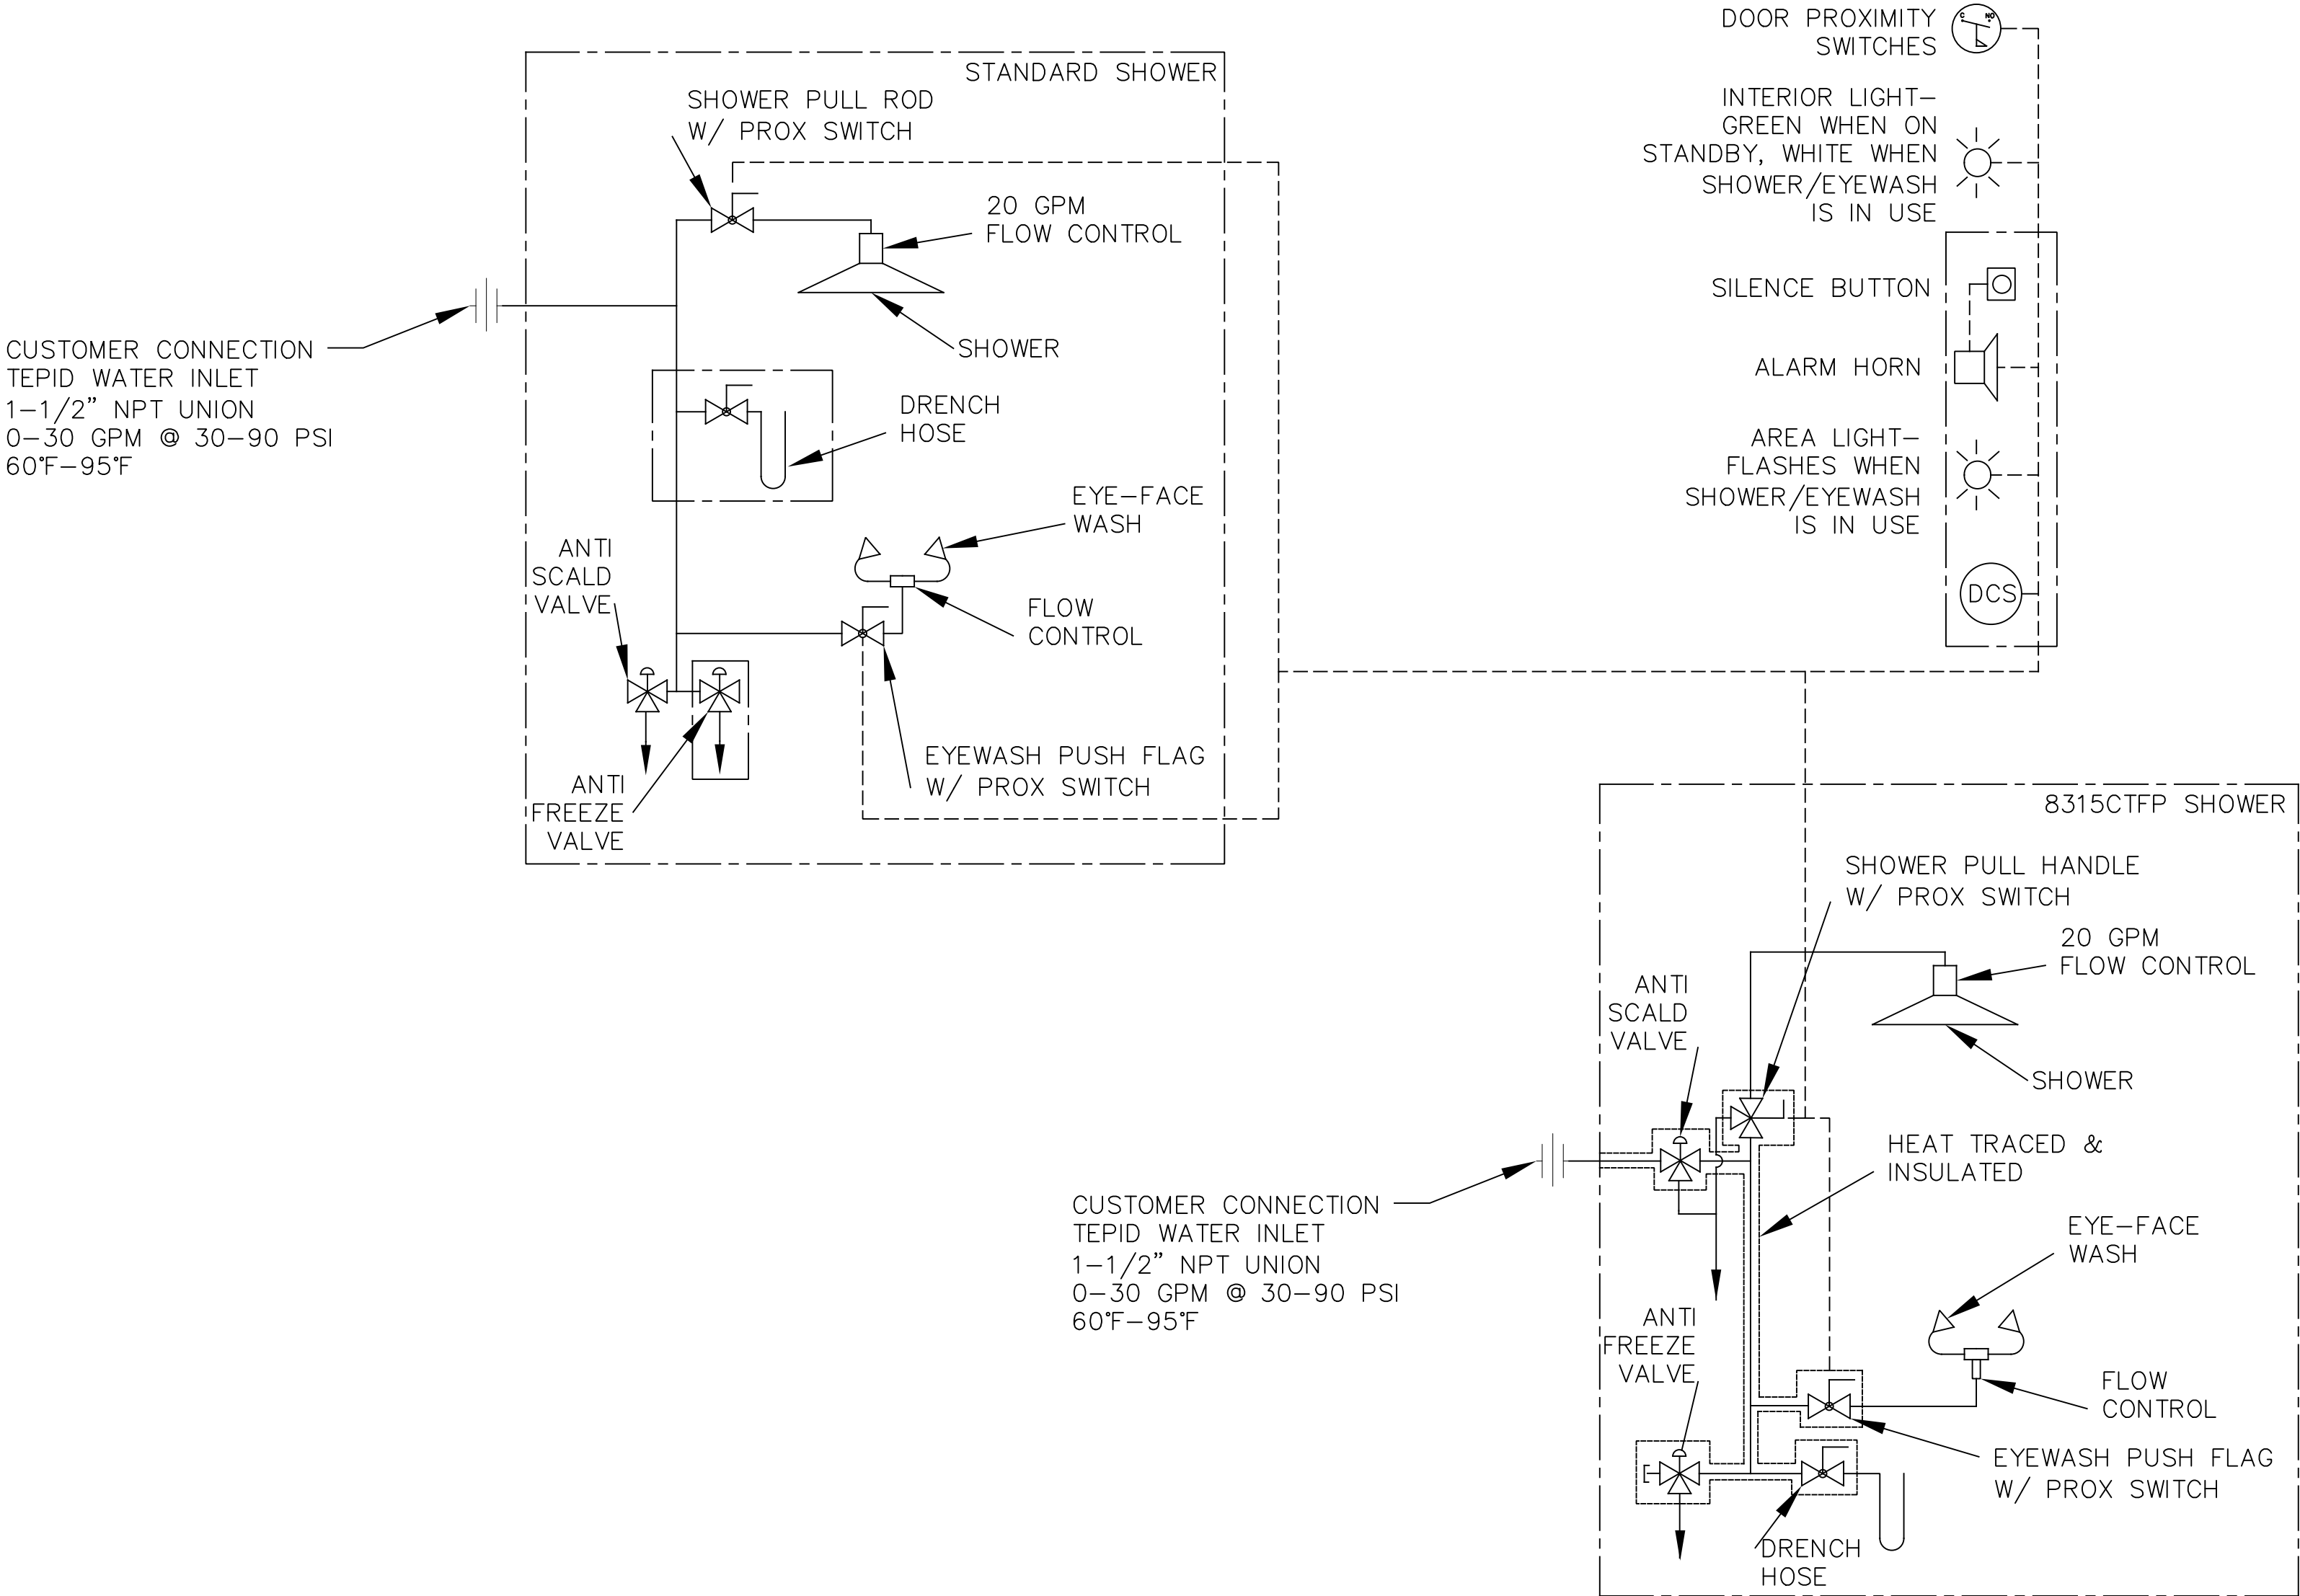 DOOR PROXIMITY
SWITCHES
C NO
INTERIOR LIGHT-
GREEN WHEN ON
STANDBY, WHITE WHEN
SHOWER/EYEWASH
IS IN USE
SILENCE BUTTON
ALARM HORN
AREA LIGHT-
FLASHES WHEN
SHOWER/EYEWASH
IS IN USE
DCS
STANDARD SHOWER
SHOWER PULL ROD
W/ PROX SWITCH
20 GPM
FLOW CONTROL
SHOWER
CUSTOMER CONNECTION
TEPID WATER INLET
1-1/2" NPT UNION
0-30 GPM @ 30-90 PSI
60°F-95°F
DRENCH
HOSE
EYE-FACE
WASH
ANTI
SCALD
VALVE
FLOW
CONTROL
EYEWASH PUSH FLAG
W/ PROX SWITCH
ANTI
FREEZE
VALVE
8315CTFP SHOWER
SHOWER PULL HANDLE
W/ PROX SWITCH
20 GPM
FLOW CONTROL
ANTI
SCALD
VALVE
SHOWER
HEAT TRACED &
INSULATED
CUSTOMER CONNECTION
TEPID WATER INLET
1-1/2" NPT UNION
0-30 GPM @ 30-90 PSI
60°F-95°F
EYE-FACE
WASH
ANTI
FREEZE
VALVE
FLOW
CONTROL
EYEWASH PUSH FLAG
W/ PROX SWITCH
DRENCH
HOSE